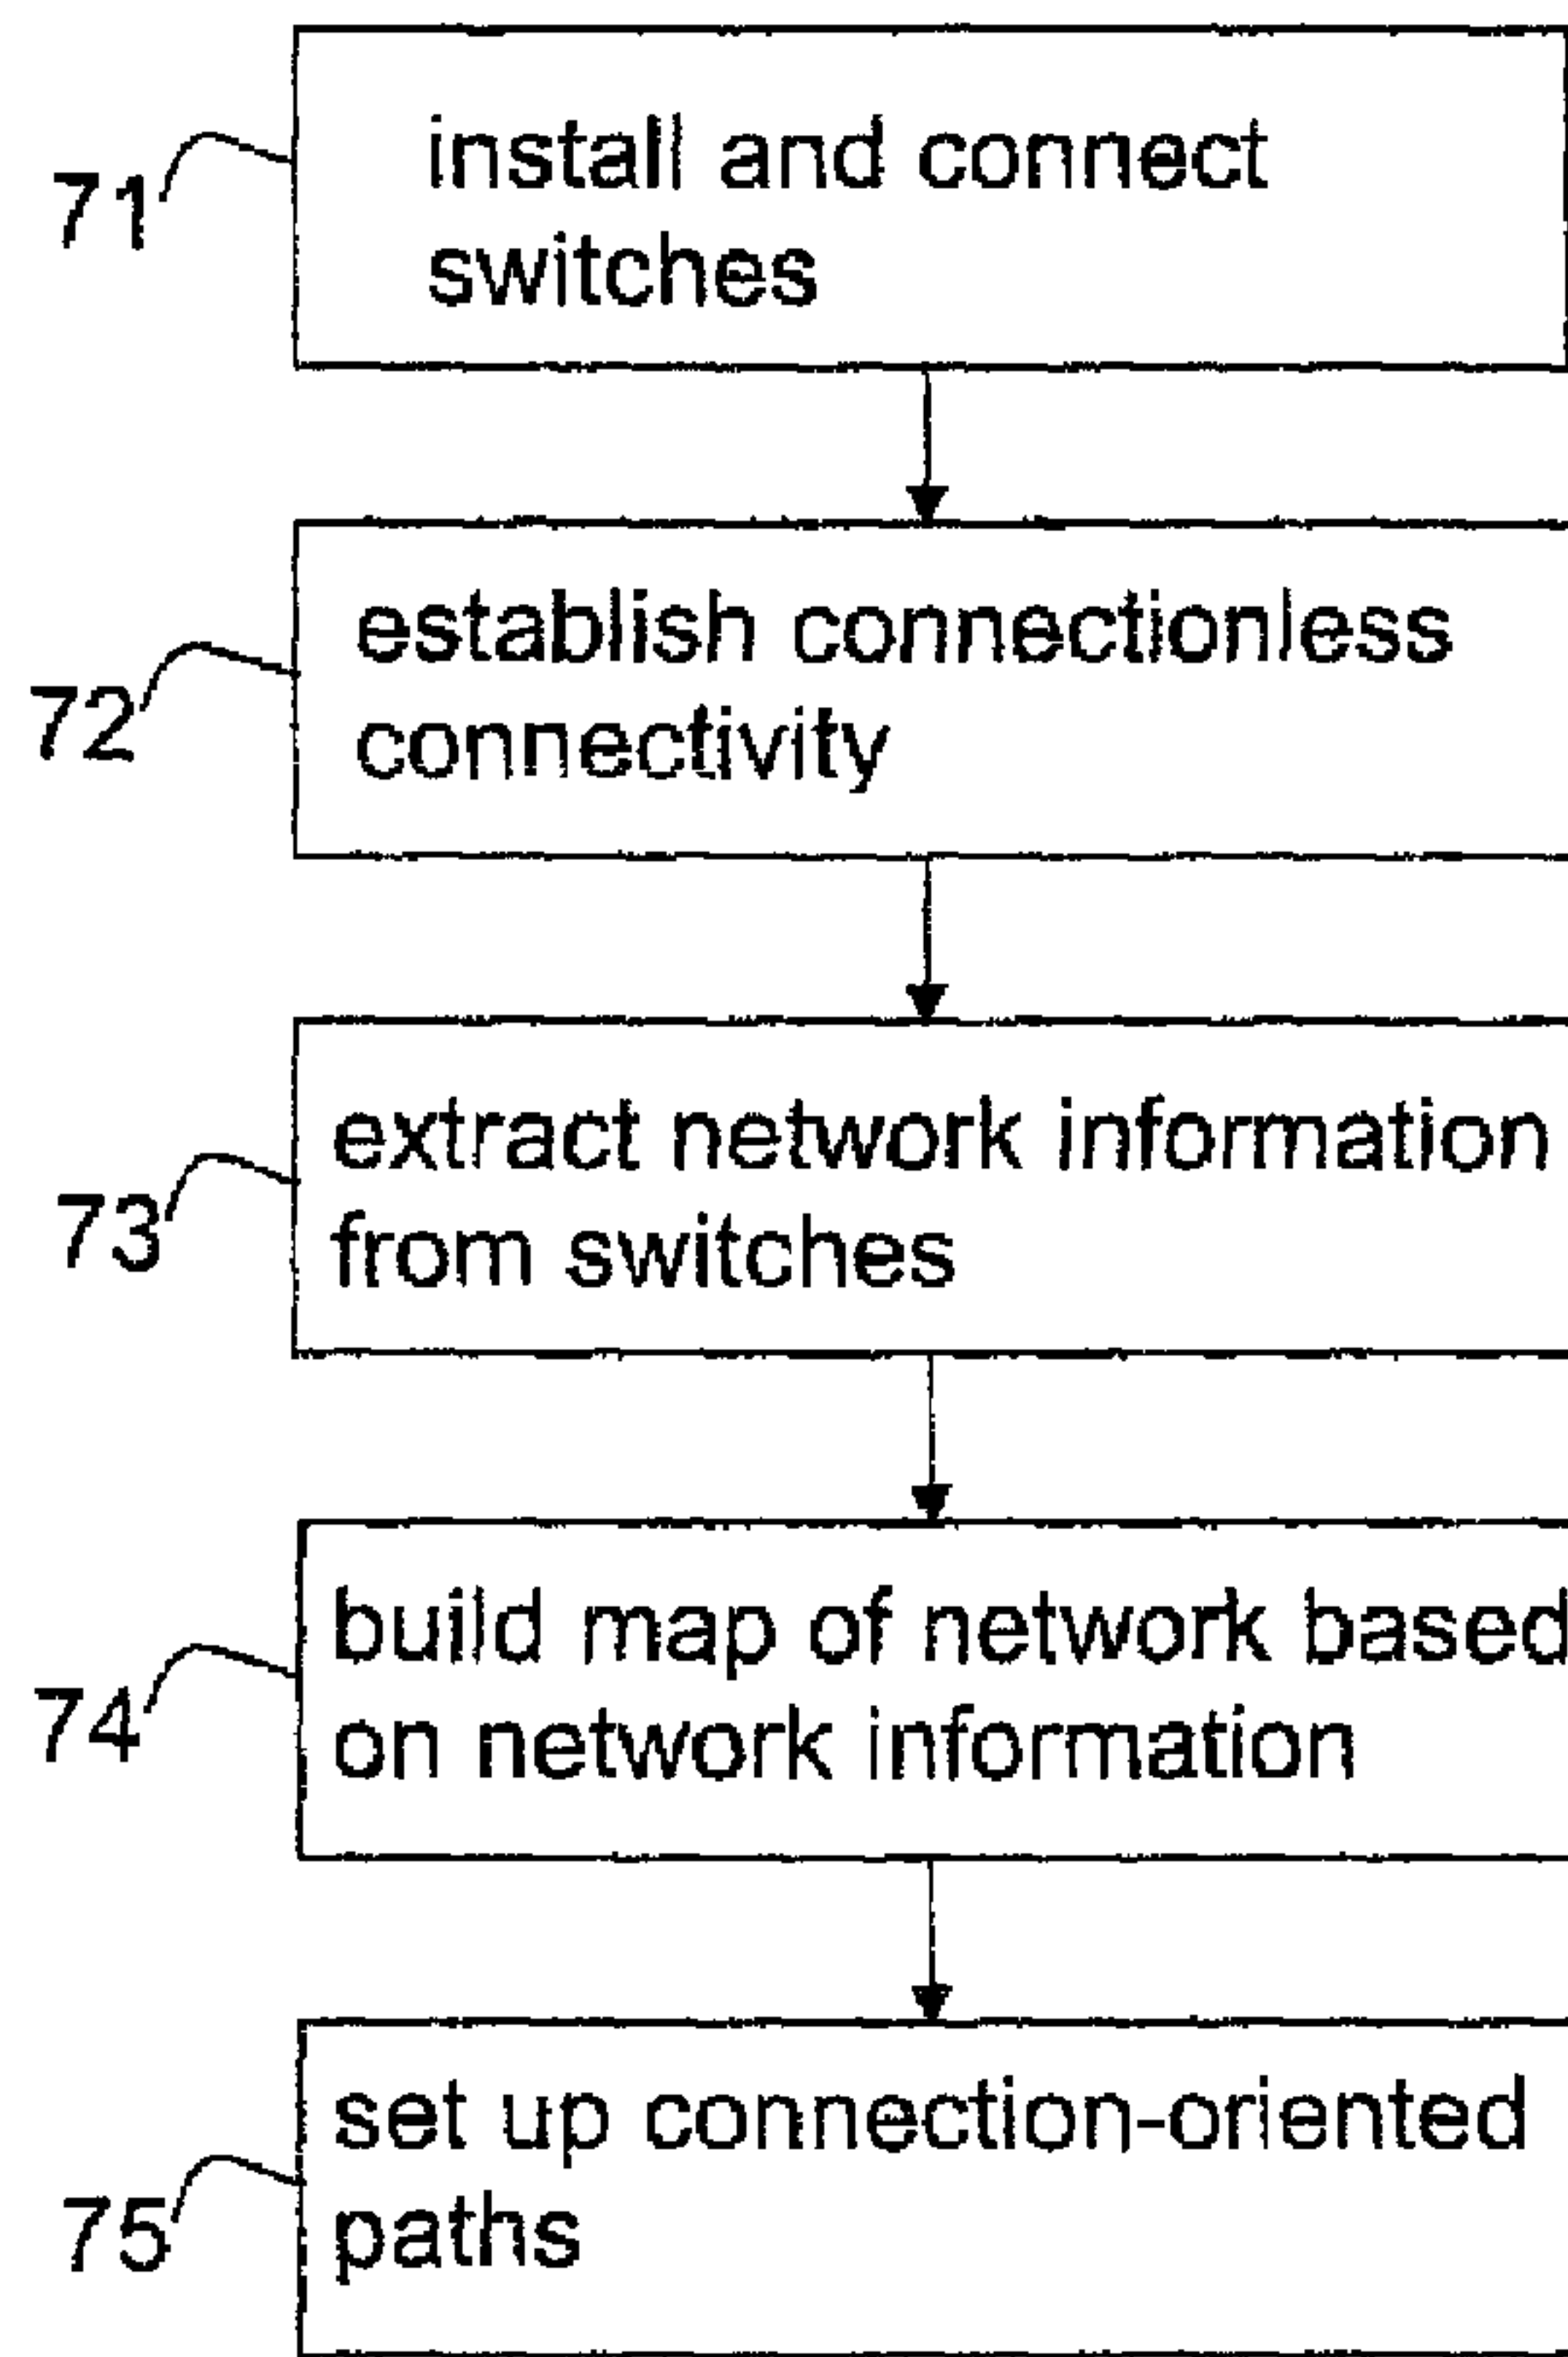 71
install and connect
switches
72
establish connectionless
connectivity
73
extract network information
from switches
74
build map of network based
on network information
75
set up connection-oriented
paths